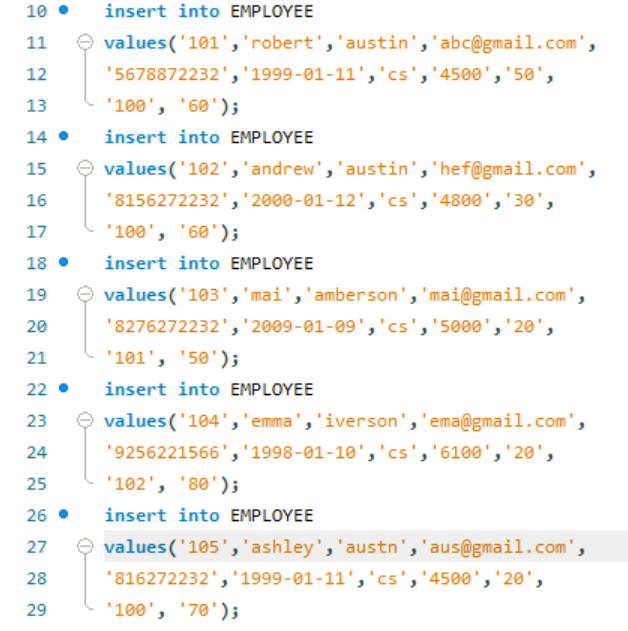 10 insert into EMPLOYEE
11 values('101','robert','austin','abc@gmail.com',
12 '5678872232','1999-01-11','cs','4500','50',
13 '100', '60');
14 insert into EMPLOYEE
15 values('102','andrew','austin','hef@gmail.com',
16 '8156272232','2000-01-12','cs','4800','30',
17 '100', '60');
18 insert into EMPLOYEE
19 values('103','mai','amberson','mai@gmail.com',
20 '8276272232','2009-01-09','cs','5000','20',
21 '101', '50');
22 insert into EMPLOYEE
23 values('104','emma','iverson','ema@gmail.com',
24 '9256221566','1998-01-10','cs','6100','20',
25 '102', '80');
26 insert into EMPLOYEE
27 values('105','ashley','austn','aus@gmail.com',
28 '816272232','1999-01-11','cs','4500','20',
29 '100', '70');